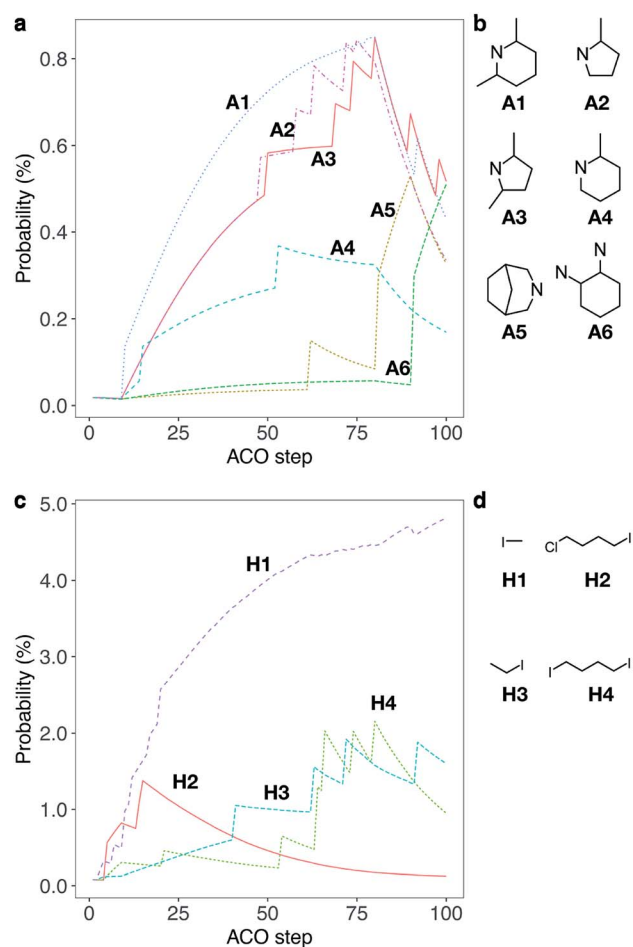 a
Probability (%)
0.8
0.6
0.4
0.2
0.0
A1
A2
A3
A4
A5
A6
0
25
50
75
100
ACO step
b
N
A1
N
A2
N
A3
N
A4
N
A5
N
N
A6
c
Probability (%)
5.0
4.0
3.0
2.0
1.0
0.0
H1
H2
H3
H4
0
25
50
75
100
ACO step
d
I
H1
Cl
I
H2
I
H3
I
I
H4